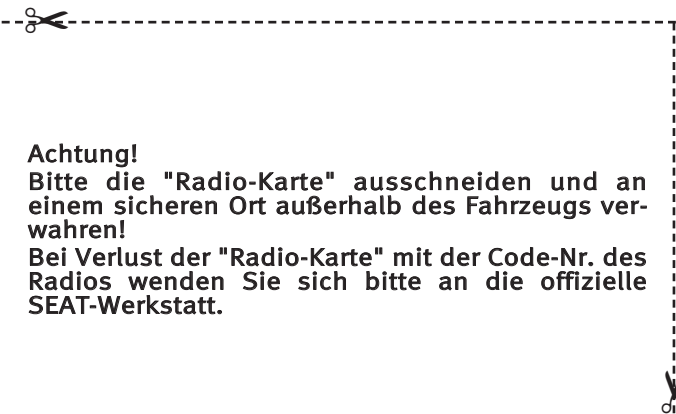 Achtung!
Bitte die "Radio-Karte" ausschneiden und an
einem sicheren Ort außerhalb des Fahrzeugs ver-
wahren!
Bei Verlust der "Radio-Karte" mit der Code-Nr. des
Radios wenden Sie sich bitte an die offizielle
SEAT-Werkstatt.